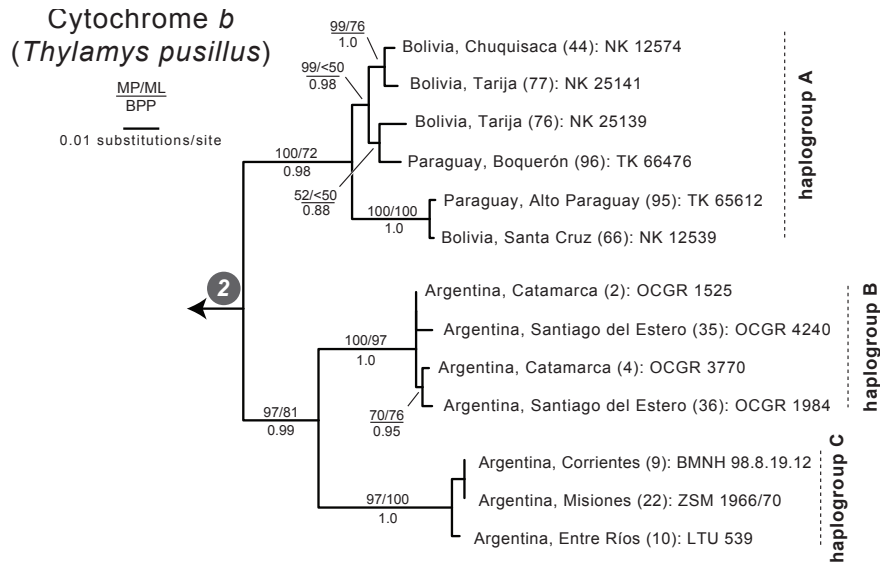 Cytochrome b
(Thylamys pusillus)
MP/ML
BPP
0.01 substitutions/site
99/76
1.0
99/<50
0.98
100/72
0.98
52/<50
0.88
100/100
1.0
Bolivia, Chuquisaca (44): NK 12574
Bolivia, Tarija (77): NK 25141
Bolivia, Tarija (76): NK 25139
Paraguay, Boquerón (96): TK 66476
Paraguay, Alto Paraguay (95): TK 65612
Bolivia, Santa Cruz (66): NK 12539
haplogroup A
2
100/97
1.0
70/76
0.95
97/81
0.99
Argentina, Catamarca (2): OCGR 1525
Argentina, Santiago del Estero (35): OCGR 4240
Argentina, Catamarca (4): OCGR 3770
Argentina, Santiago del Estero (36): OCGR 1984
haplogroup B
97/100
1.0
Argentina, Corrientes (9): BMNH 98.8.19.12
Argentina, Misiones (22): ZSM 1966/70
Argentina, Entre Ríos (10): LTU 539
haplogroup C